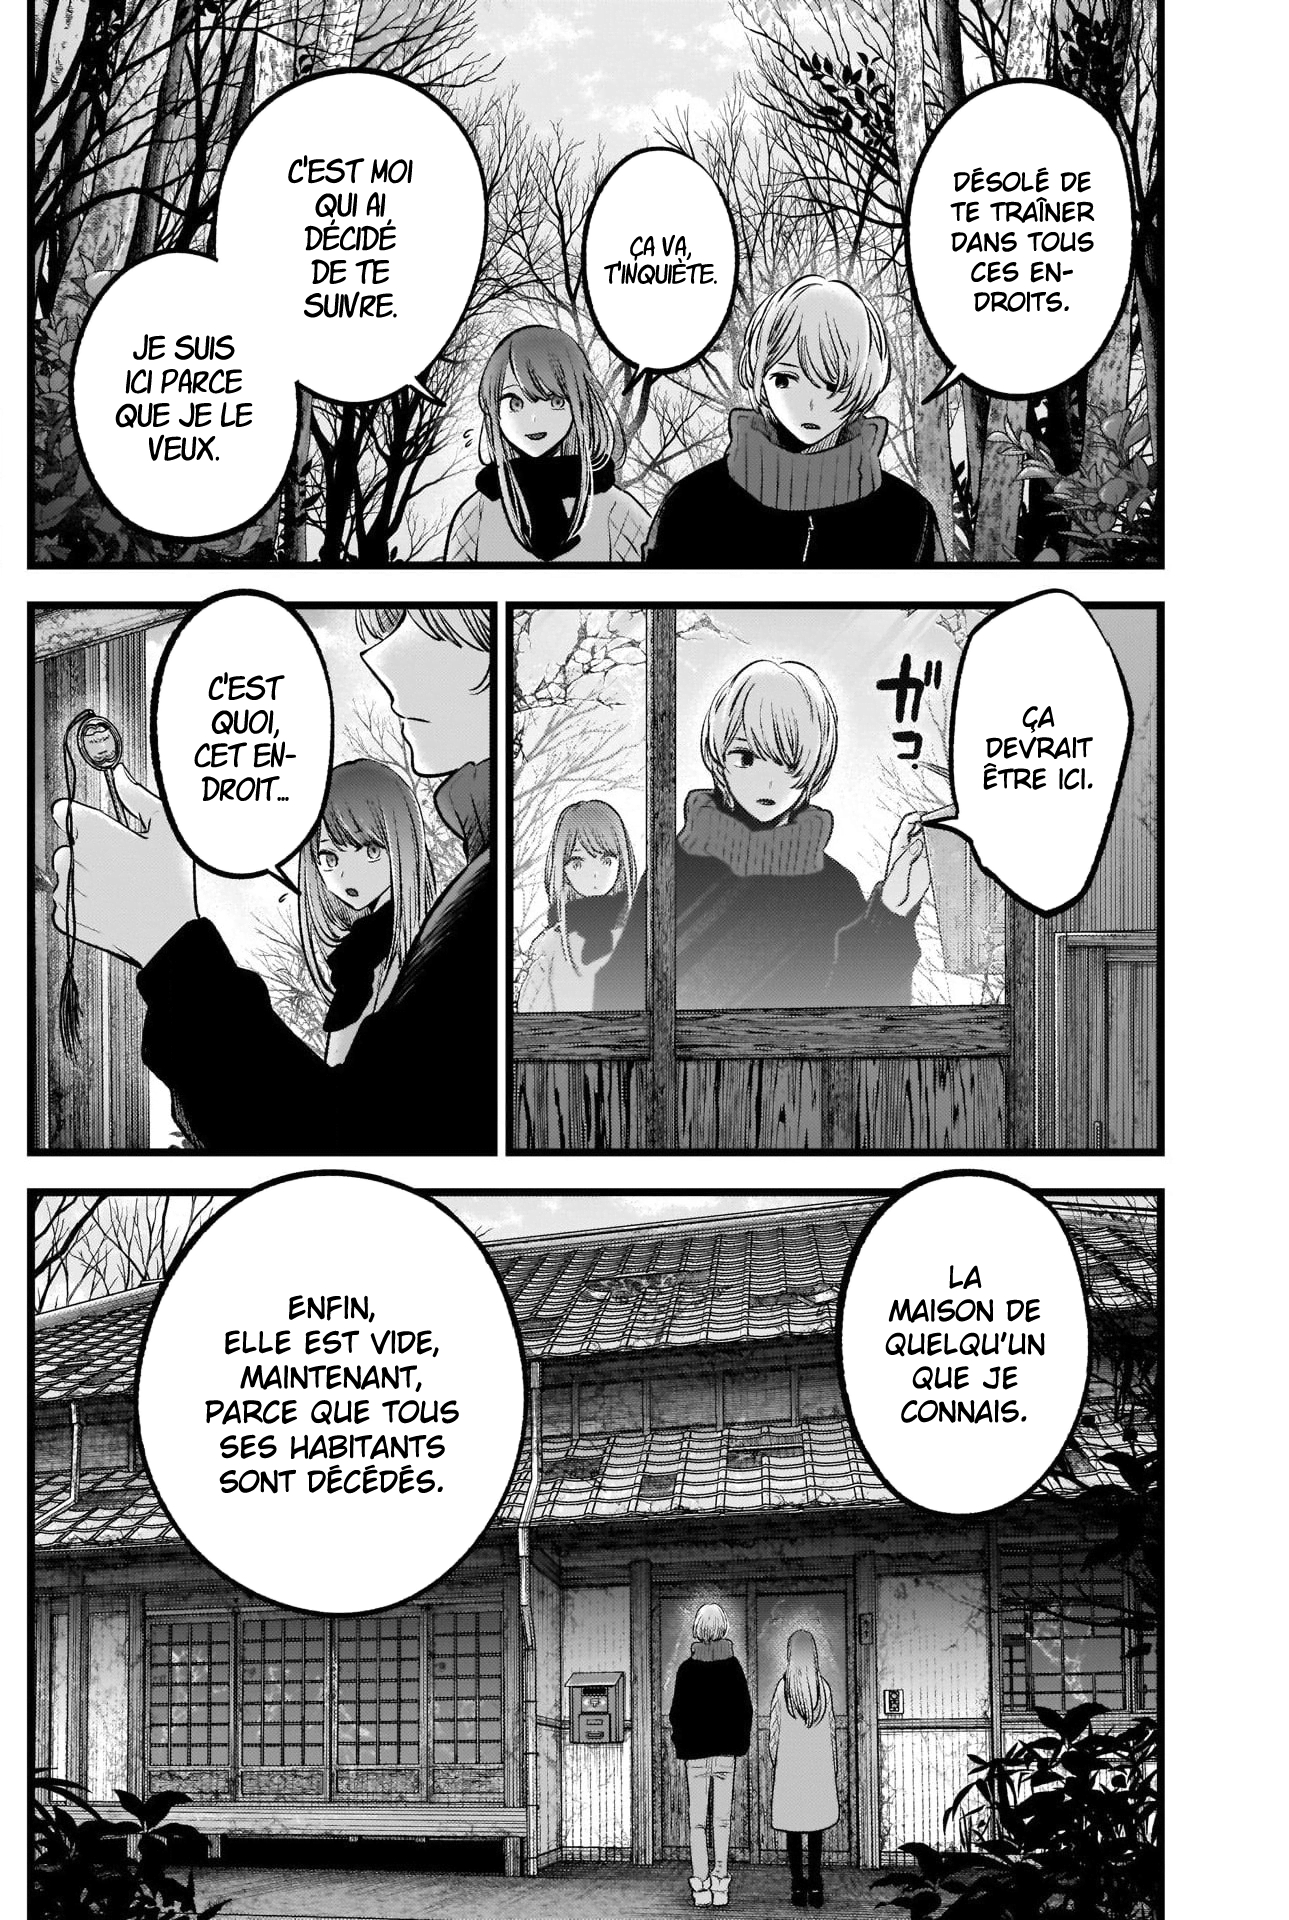 DÉSOLÉ DE
TE TRAÎNER
DANS TOUS
CES EN-
DROITS.
ÇA VA,
T'INQUIÈTE.
C'EST MOI
QUI AI
DÉCIDÉ
DE TE
SUIVRE.
JE SUIS
ICI PARCE
QUE JE LE
VEUX.
ÇA
DEVRAIT
ÊTRE ICI.
ガコ
C'EST
QUOI,
CET EN-
DROIT...
LA
MAISON DE
QUELQU'UN
QUE JE
CONNAIS.
ENFIN,
ELLE EST VIDE,
MAINTENANT,
PARCE QUE TOUS
SES HABITANTS
SONT DÉCÉDÉS.